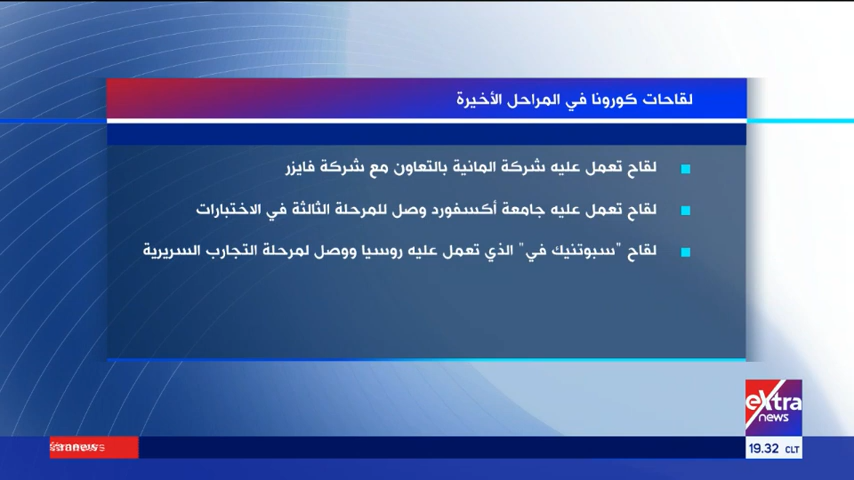 لقاحات كورونا في المراحل الأخيرة
لقاح تعمل عليه شركة المانية بالتعاون مع شركة فايزر
لقاح تعمل عليه جامعة أكسفورد وصل للمرحلة الثالثة في الاختبارات
لقاح "سبوتنيك في" الذي تعمل عليه روسيا ووصل لمرحلة التجارب السريرية
eXtra
news
19.32 CLT